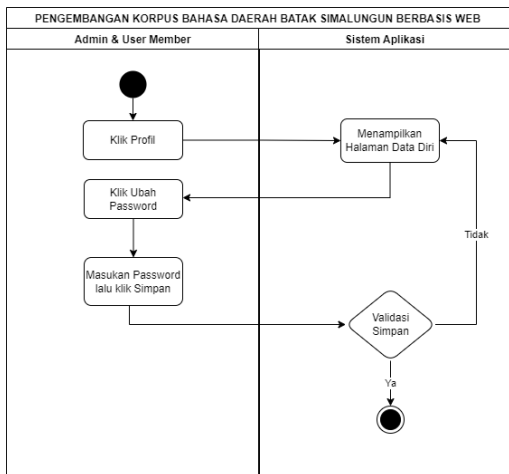 PENGEMBANGAN KORPUS BAHASA DAERAH BATAK SIMALUNGUN BERBASIS WEB
Admin & User Member
Sistem Aplikasi
Klik Profil
Menampilkan
Halaman Data Diri
Klik Ubah
Password
Tidak
Masukan Password
lalu klik Simpan
Validasi
Simpan
Ya